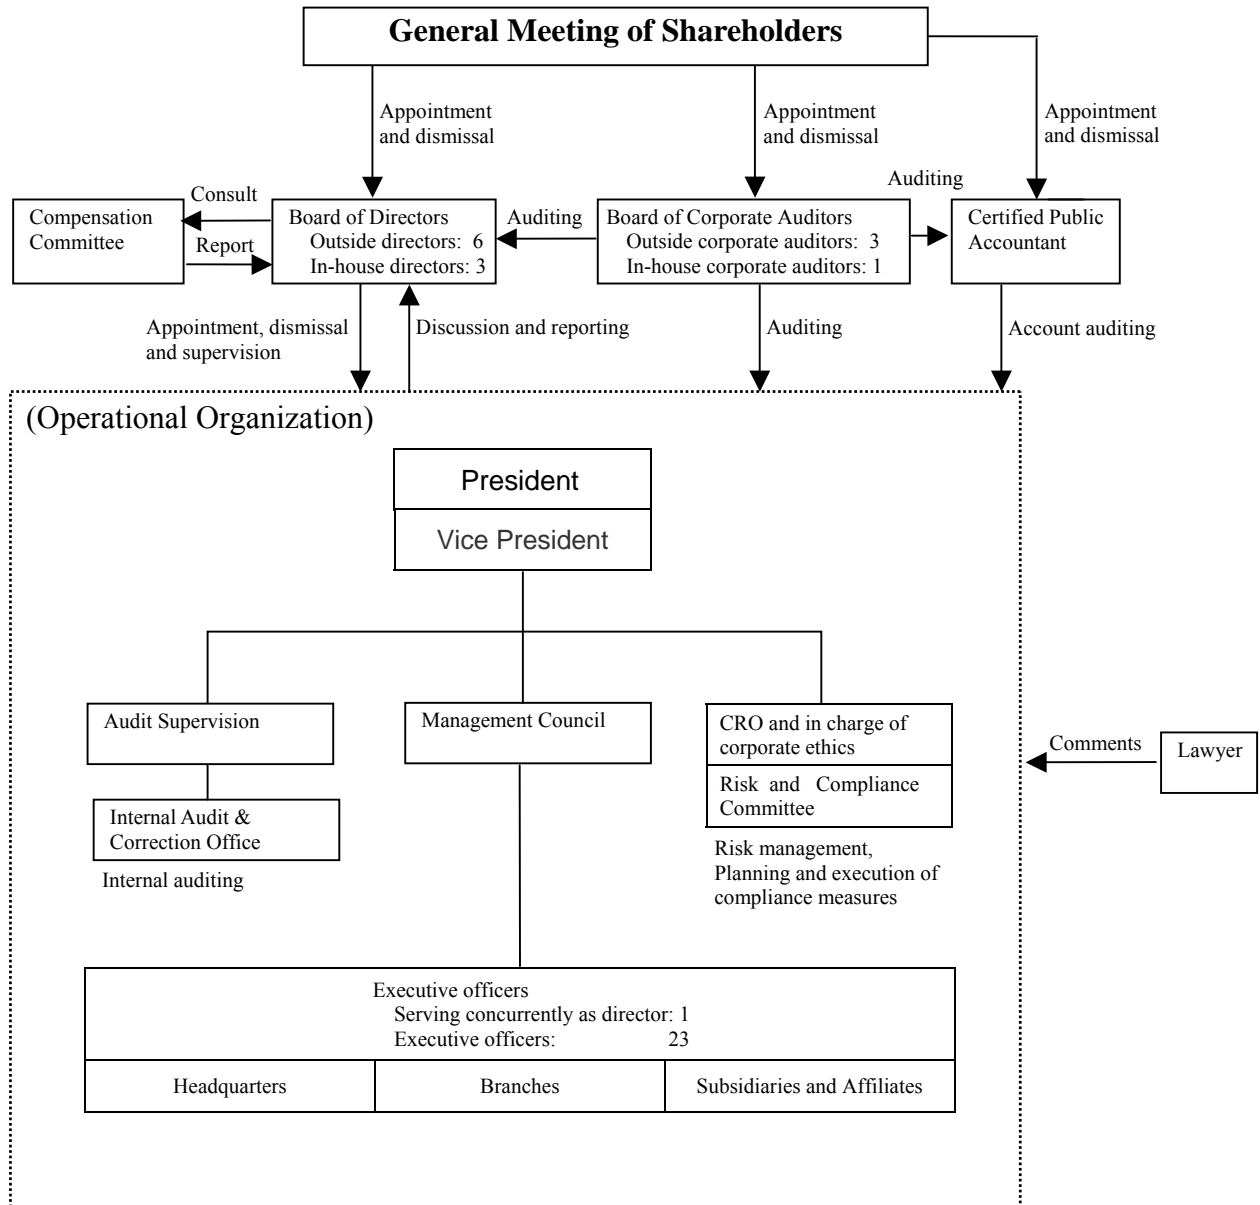 General Meeting of Shareholders
Appointment
and dismissal
Appointment
and dismissal
Appointment
and dismissal
Consult
Report
Compensation
Committee
Board of Directors
Outside directors: 6
In-house directors: 3
Auditing
Board of Corporate Auditors
Outside corporate auditors: 3
In-house corporate auditors: 1
Auditing
Certified Public
Accountant
Appointment, dismissal
and supervision
Discussion and reporting
Auditing
Account auditing
(Operational Organization)
President
Vice President
Audit Supervision
Management Council
CRO and in charge of
corporate ethics
Risk and Compliance
Committee
Internal Audit &
Correction Office
Internal auditing
Risk management,
Planning and execution of
compliance measures
Comments
Lawyer
Executive officers
Serving concurrently as director: 1
Executive officers: 23
Headquarters
Branches
Subsidiaries and Affiliates